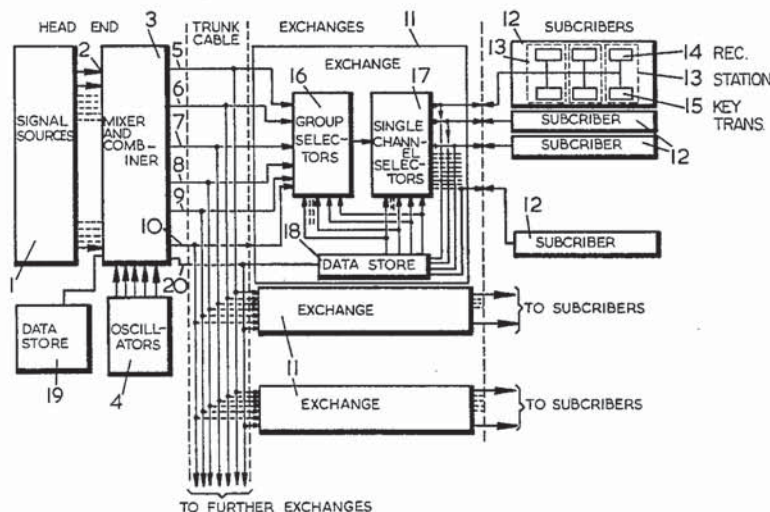 HEAD END
TRUNK CABLE
EXCHANGES
SUBCRIBERS
1
SIGNAL SOURCES
2
3
MIXER AND COMBINER
4
OSCILLATORS
19
DATA STORE
5
6
7
8
9
10
20
11
EXCHANGE
16
GROUP SELECTORS
17
SINGLE CHANNEL SELECTORS
18
DATA STORE
12
13
14 REC.
13 STATION
15 KEY TRANS.
SUBCRIBER
SUBCRIBER
12
12
SUBCRIBER
EXCHANGE
TO SUBCRIBERS
11
EXCHANGE
TO SUBCRIBERS
TO FURTHER EXCHANGES